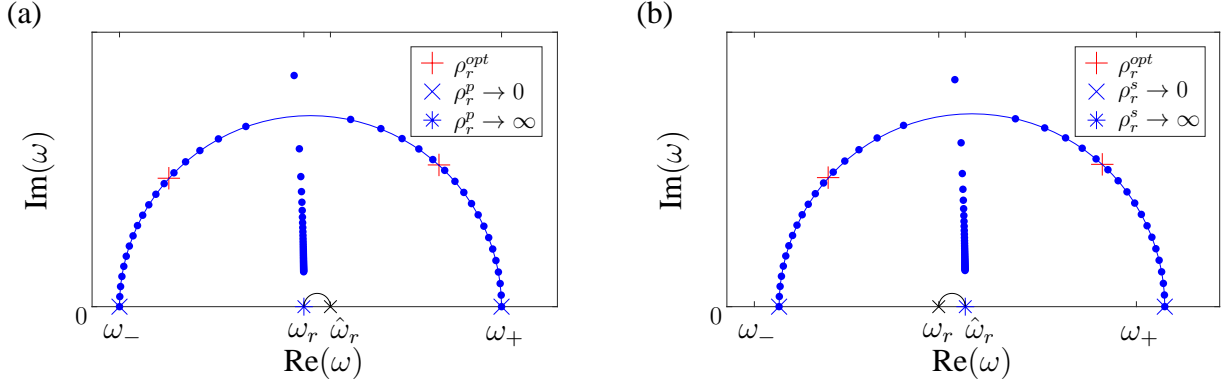 (a)
Im(ω)
ρ_r^{opt}
ρ_r^p → 0
ρ_r^p → ∞
0
ω_− ω_r ω̂_r ω_+
Re(ω)
(b)
Im(ω)
ρ_r^{opt}
ρ_r^s → 0
ρ_r^s → ∞
0
ω_− ω_r ω̂_r ω_+
Re(ω)